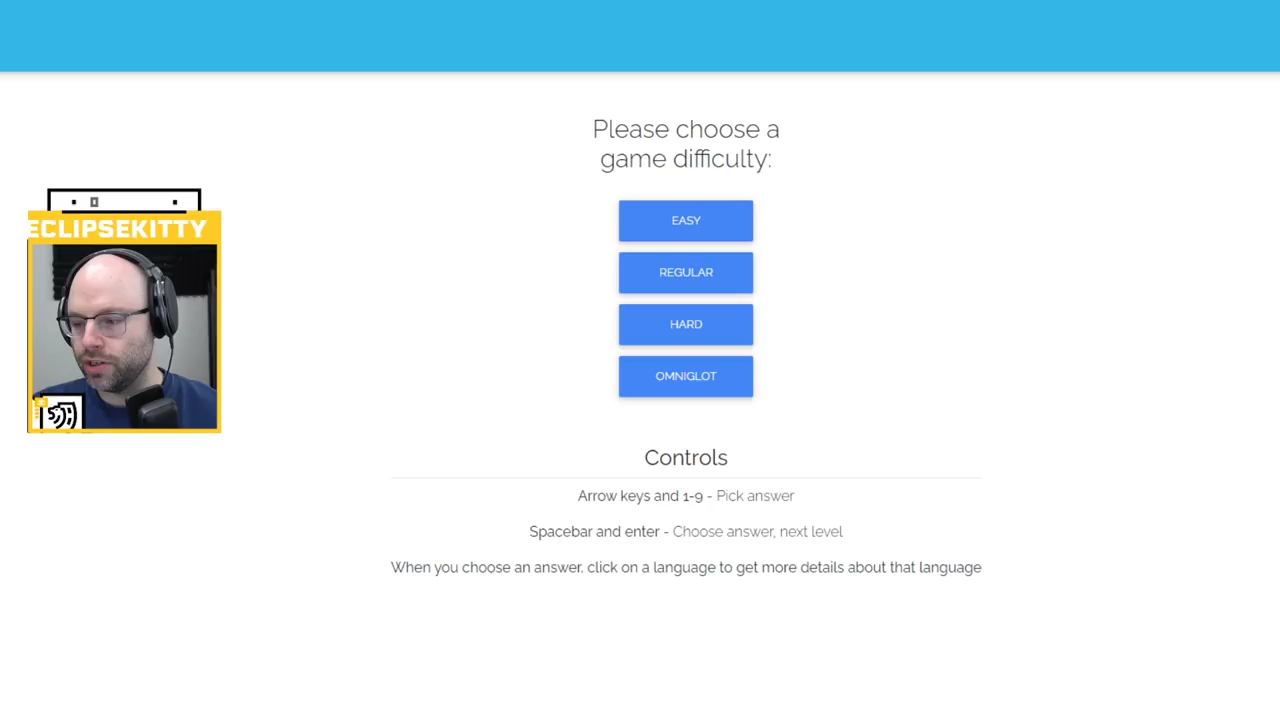 Please choose a
game difficulty:
EASY
REGULAR
HARD
OMNIGLOT
ECLIPSEKITTY
Controls
Arrow keys and 1-9 - Pick answer
Spacebar and enter - Choose answer, next level
When you choose an answer, click on a language to get more details about that language